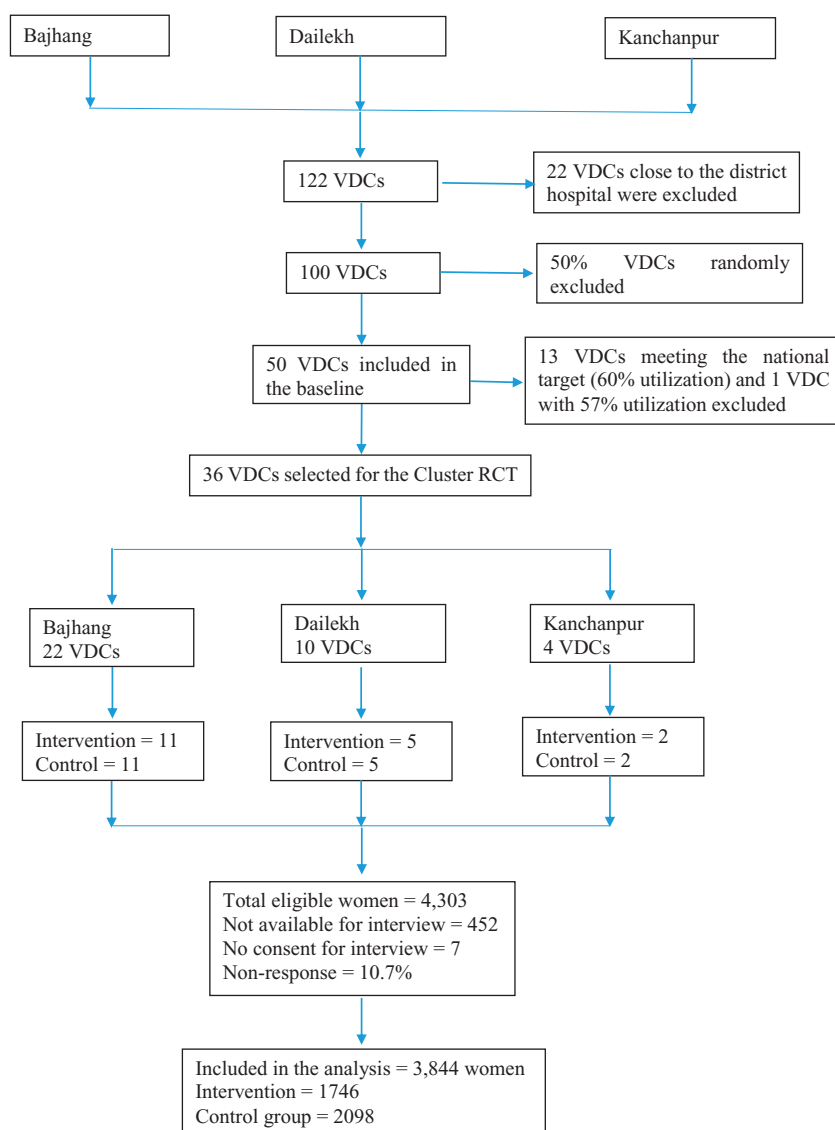 Bajhang
Dailekh
Kanchanpur
122 VDCs
22 VDCs close to the district
hospital were excluded
100 VDCs
50% VDCs randomly
excluded
50 VDCs included in
the baseline
13 VDCs meeting the national
target (60% utilization) and 1 VDC
with 57% utilization excluded
36 VDCs selected for the Cluster RCT
Bajhang
22 VDCs
Dailekh
10 VDCs
Kanchanpur
4 VDCs
Intervention = 11
Control = 11
Intervention = 5
Control = 5
Intervention = 2
Control = 2
Total eligible women = 4,303
Not available for interview = 452
No consent for interview = 7
Non-response = 10.7%
Included in the analysis = 3,844 women
Intervention = 1746
Control group = 2098